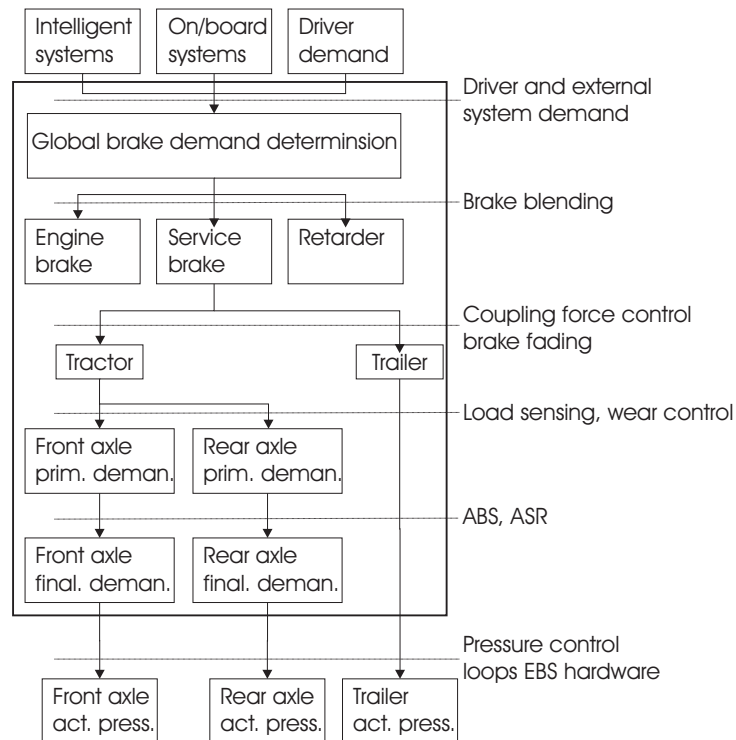 Intelligent
systems
On/board
systems
Driver
demand
Driver and external
system demand
Global brake demand determinsion
Brake blending
Engine
brake
Service
brake
Retarder
Coupling force control
brake fading
Tractor
Trailer
Load sensing, wear control
Front axle
prim. deman.
Rear axle
prim. deman.
ABS, ASR
Front axle
final. deman.
Rear axle
final. deman.
Pressure control
loops EBS hardware
Front axle
act. press.
Rear axle
act. press.
Trailer
act. press.